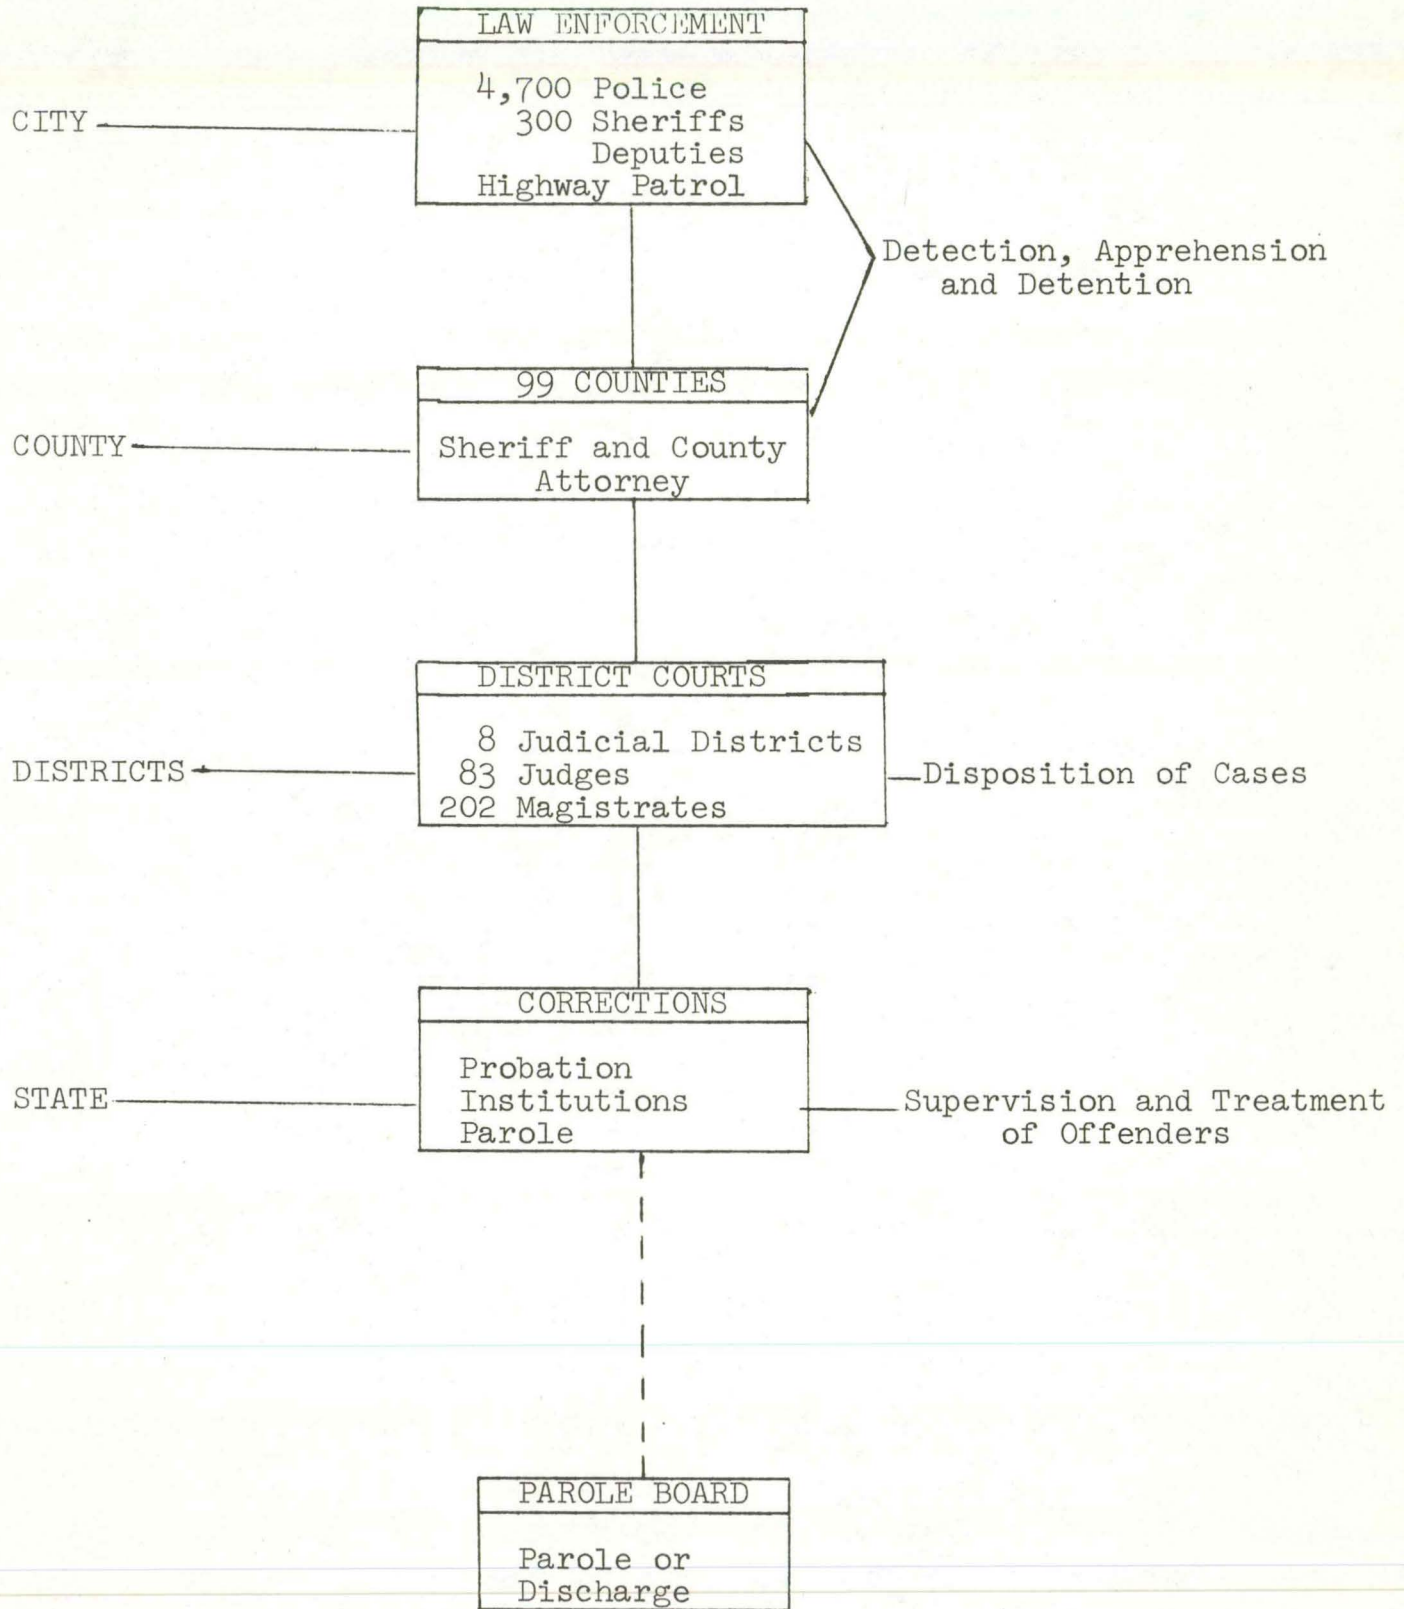 LAW ENFORCEMENT
4,700 Police
300 Sheriffs
Deputies
Highway Patrol
CITY
Detection, Apprehension
and Detention
99 COUNTIES
Sheriff and County
Attorney
COUNTY
DISTRICT COURTS
8 Judicial Districts
83 Judges
202 Magistrates
DISTRICTS
Disposition of Cases
CORRECTIONS
Probation
Institutions
Parole
STATE
Supervision and Treatment
of Offenders
PAROLE BOARD
Parole or
Discharge